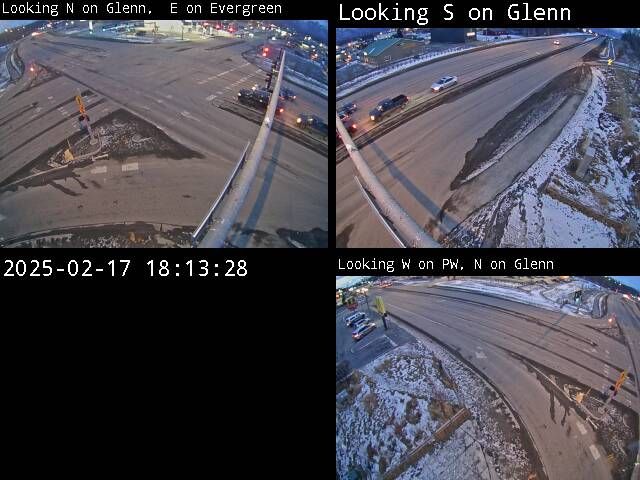 Looking N on Glenn,  E on Evergreen
Looking S on Glenn
2025-02-17 18:13:28
Looking W on PW, N on Glenn